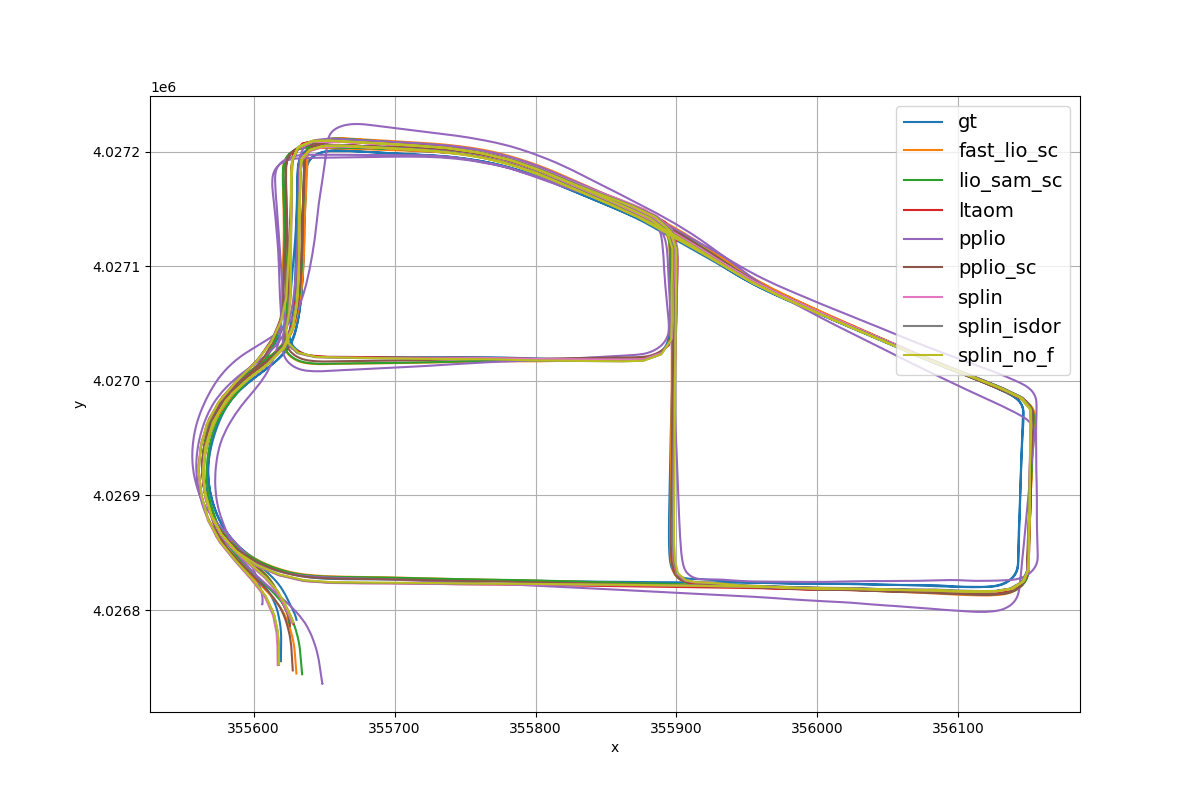 1e6
gt
fast_lio_sc
lio_sam_sc
ltaom
pplio
pplio_sc
splin
splin_isdor
splin_no_f
4.0272
4.0271
4.0270
4.0269
4.0268
y
355600 355700 355800 355900 356000 356100
x